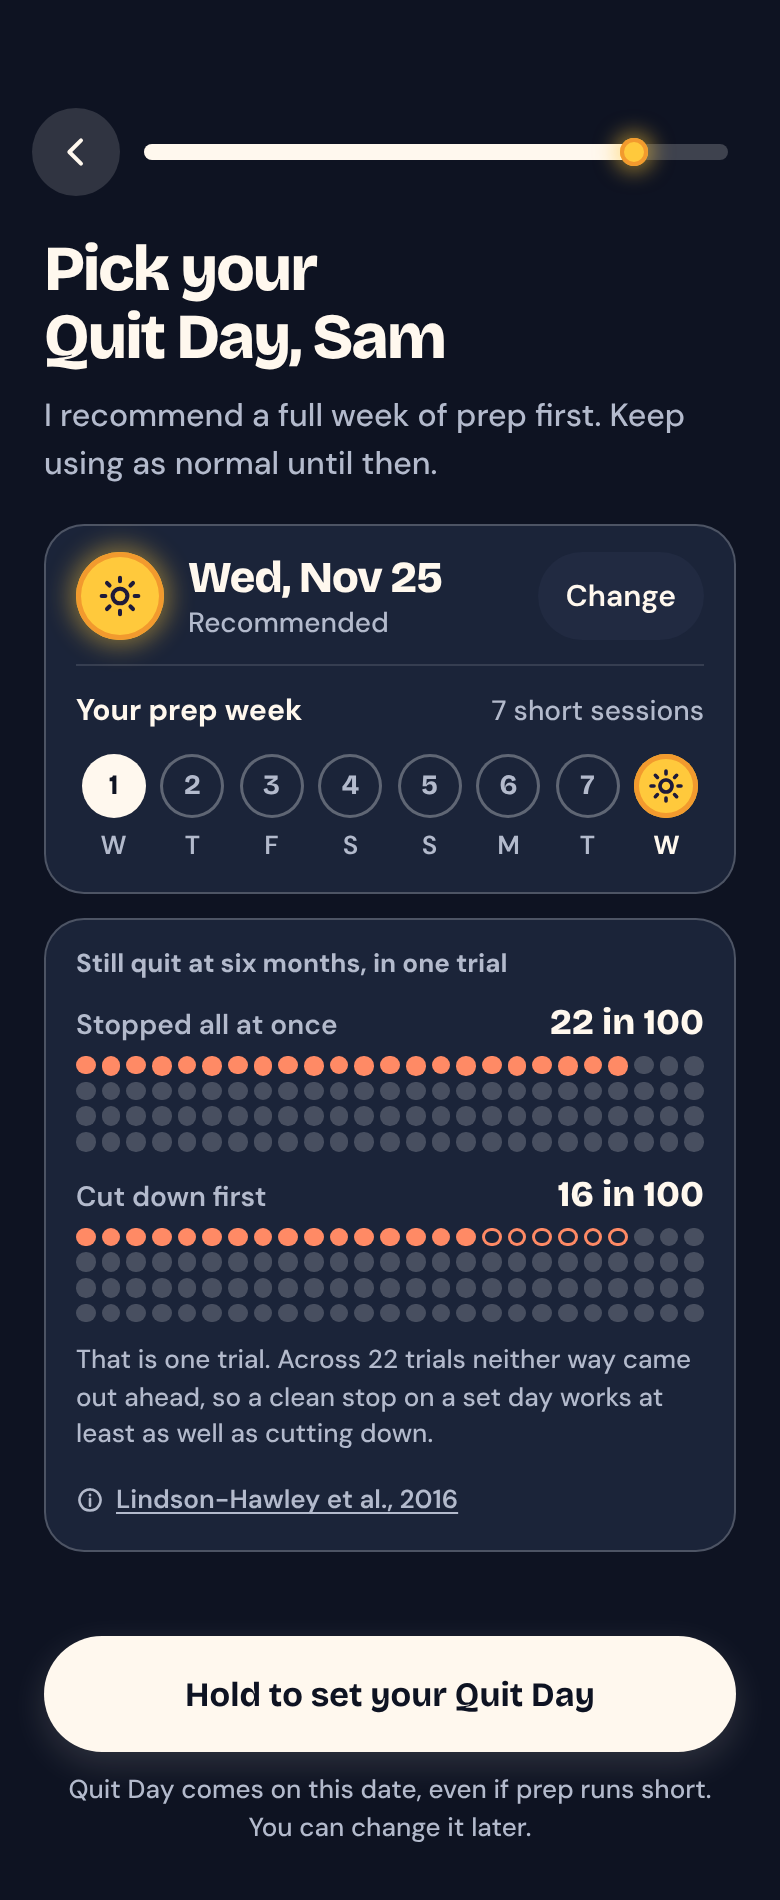 Pick your
Quit Day, Sam
I recommend a full week of prep first. Keep
using as normal until then.
Wed, Nov 25
Recommended
Change
Your prep week
7 short sessions
1 2 3 4 5 6 7
W T F S S M T W
Still quit at six months, in one trial
Stopped all at once
22 in 100
Cut down first
16 in 100
That is one trial. Across 22 trials neither way came
out ahead, so a clean stop on a set day works at
least as well as cutting down.
Lindson-Hawley et al., 2016
Hold to set your Quit Day
Quit Day comes on this date, even if prep runs short.
You can change it later.